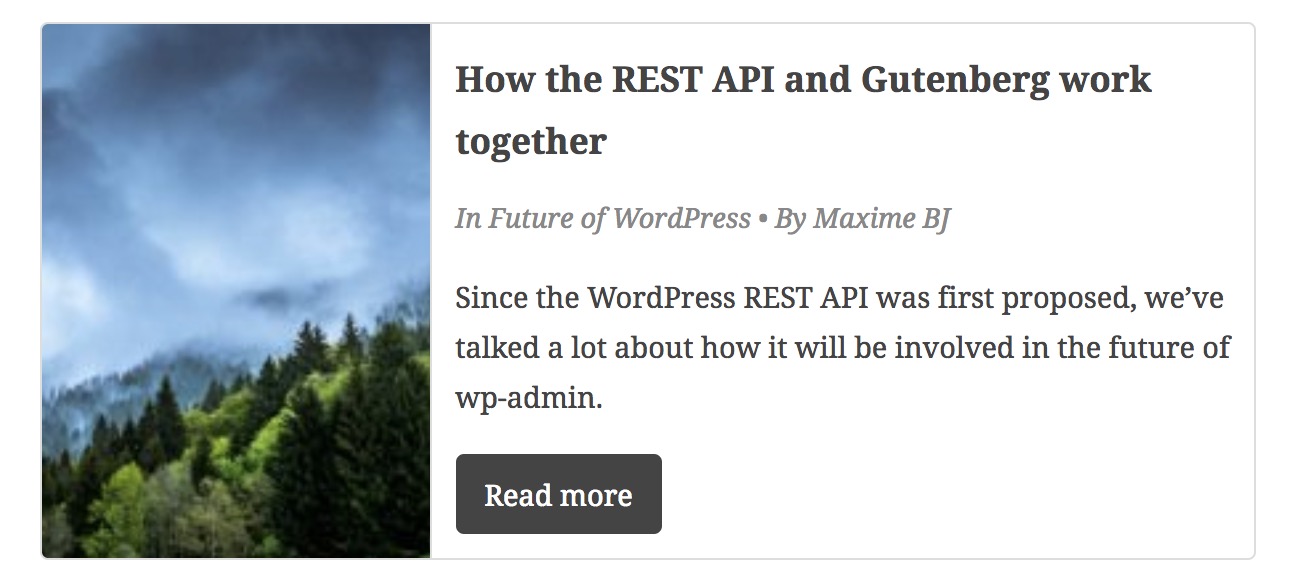 How the REST API and Gutenberg work
together
In Future of WordPress • By Maxime BJ
Since the WordPress REST API was first proposed, we’ve
talked a lot about how it will be involved in the future of
wp-admin.
Read more